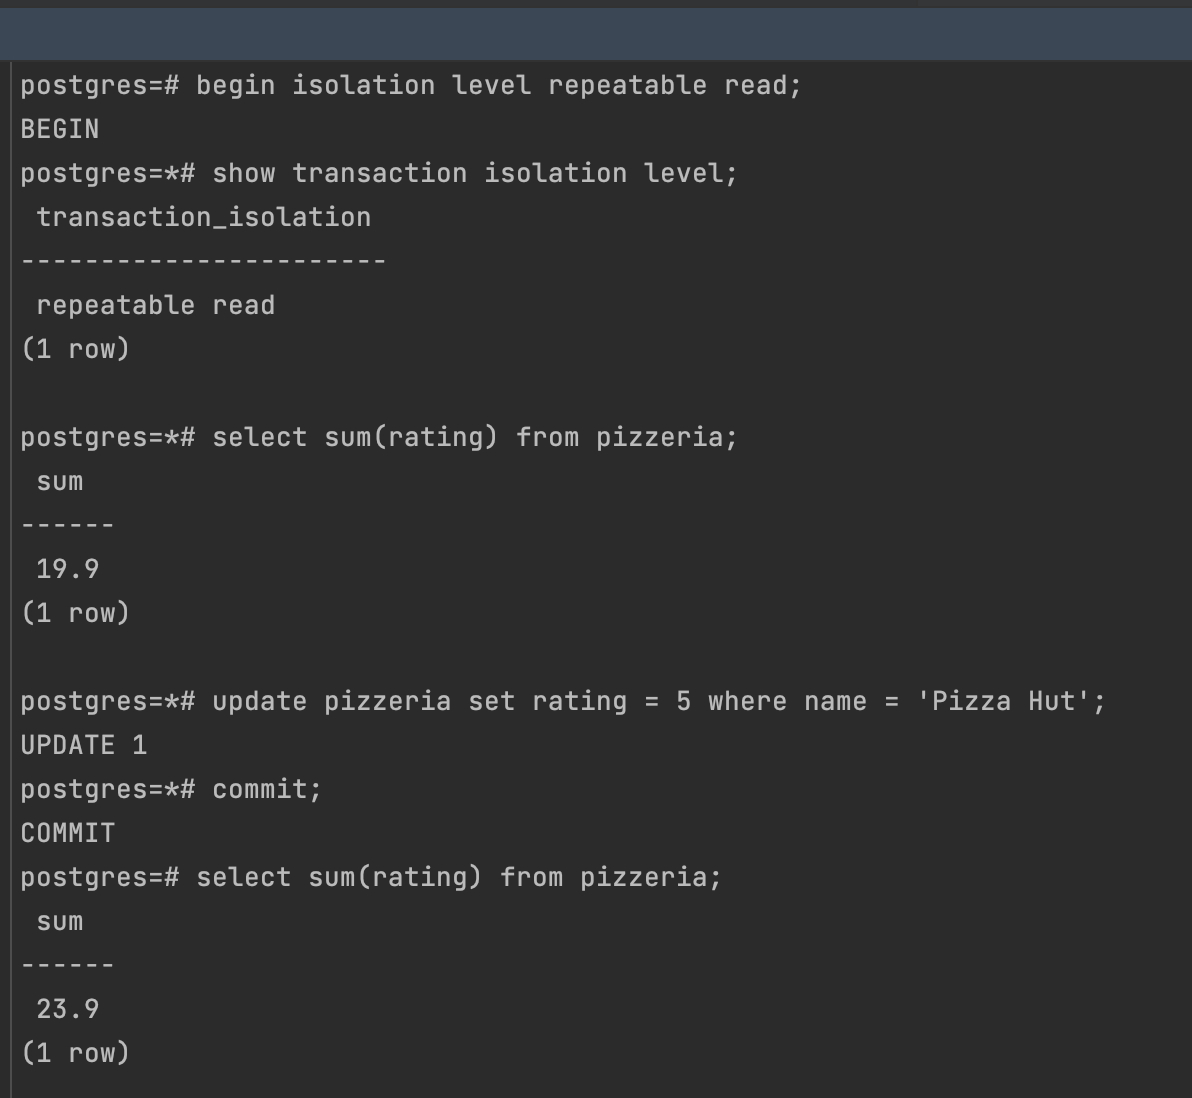 postgres=# begin isolation level repeatable read;
BEGIN
postgres=*# show transaction isolation level;
 transaction_isolation
-----------------------
 repeatable read
(1 row)

postgres=*# select sum(rating) from pizzeria;
 sum
------
 19.9
(1 row)

postgres=*# update pizzeria set rating = 5 where name = 'Pizza Hut';
UPDATE 1
postgres=*# commit;
COMMIT
postgres=# select sum(rating) from pizzeria;
 sum
------
 23.9
(1 row)